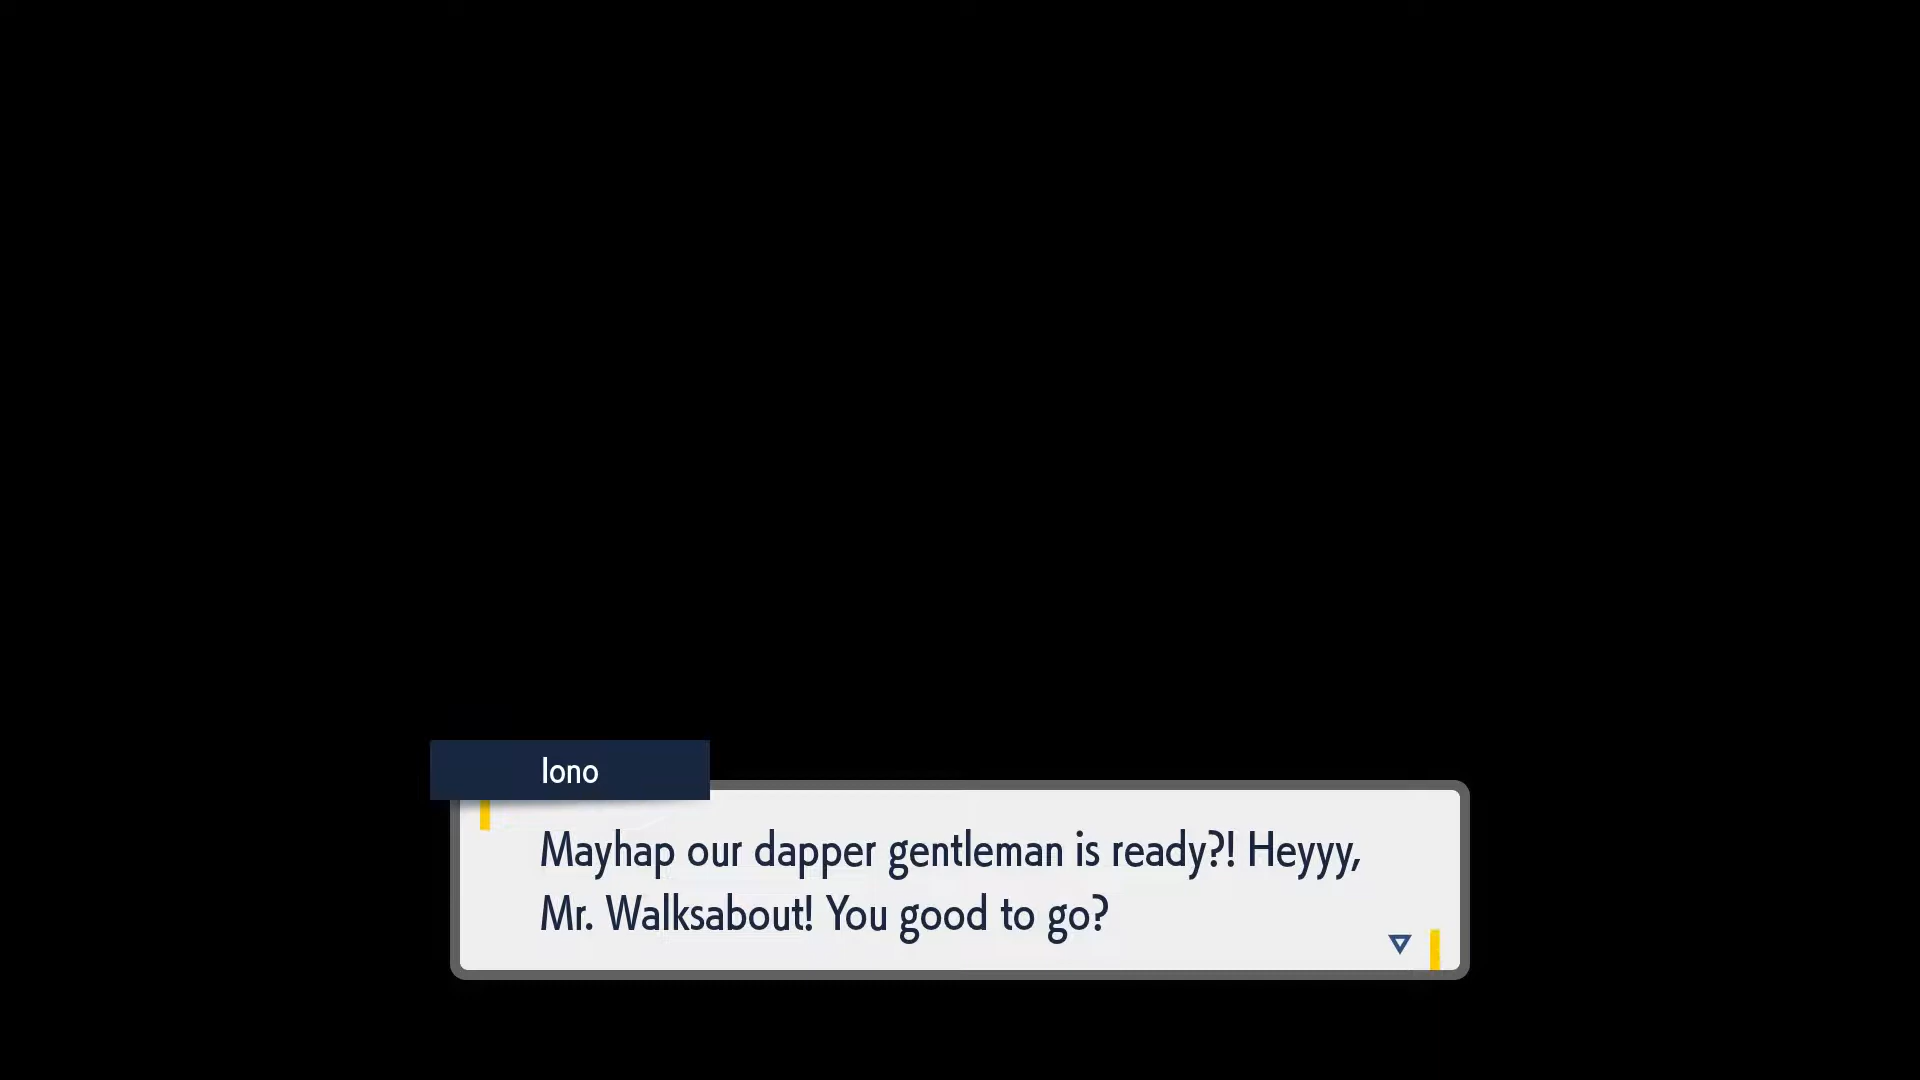 Iono
Mayhap our dapper gentleman is ready?! Heyyy,
Mr. Walksabout! You good to go?